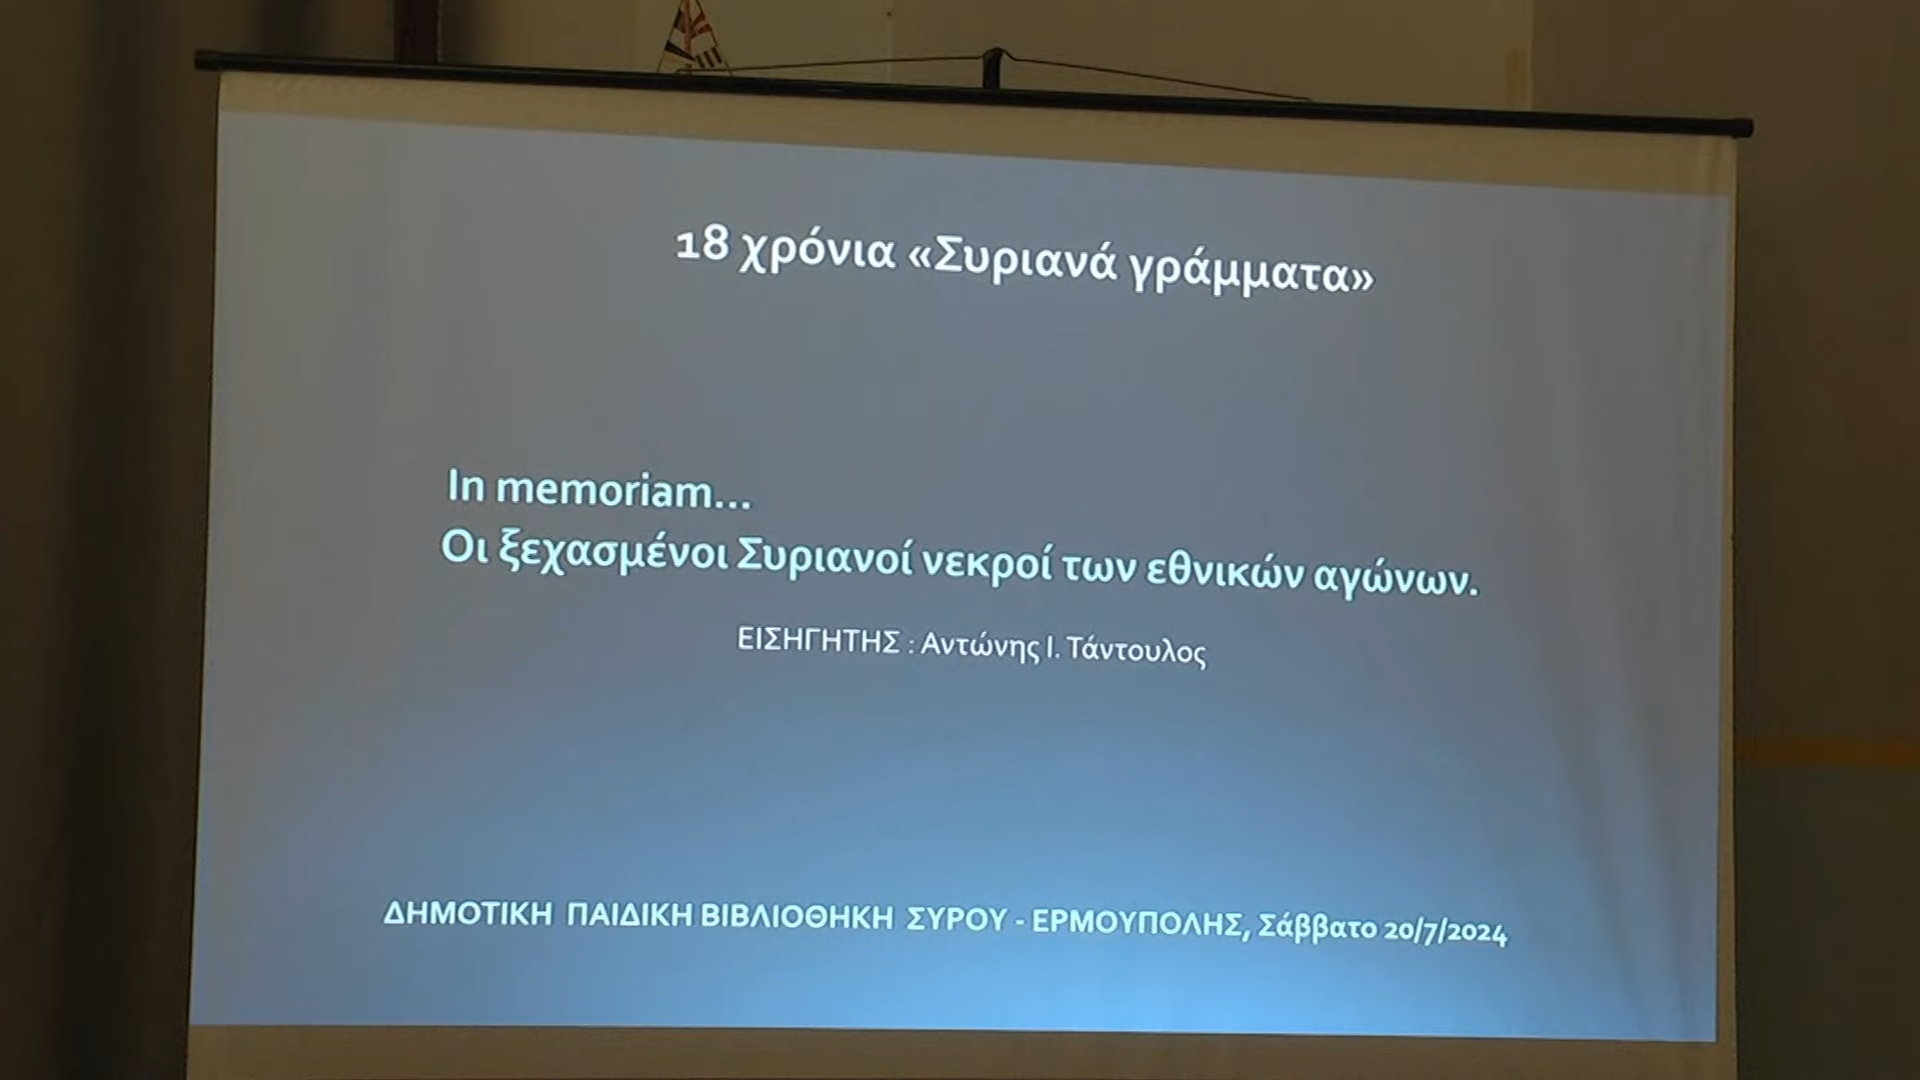 18 χρόνια «Συριανά γράμματα»
In memoriam...
Οι ξεχασμένοι Συριανοί νεκροί των εθνικών αγώνων.
ΕΙΣΗΓΗΤΗΣ : Αντώνης Ι. Τάντουλος
ΔΗΜΟΤΙΚΗ ΠΑΙΔΙΚΗ ΒΙΒΛΙΟΘΗΚΗ ΣΥΡΟΥ - ΕΡΜΟΥΠΟΛΗΣ, Σάββατο 20/7/2024